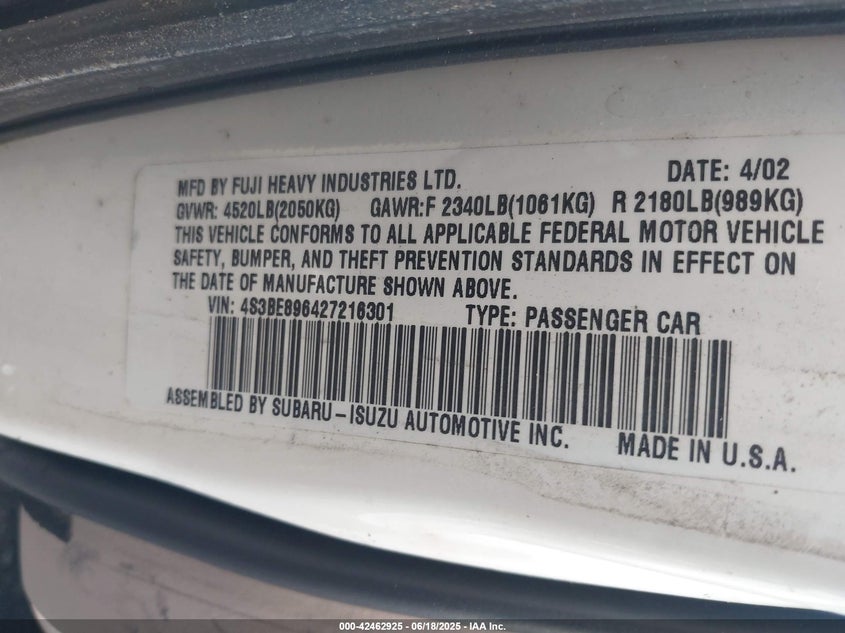 MFD BY FUJI HEAVY INDUSTRIES LTD. DATE: 4/02
GVWR: 4520LB(2050KG) GAWR:F 2340LB(1061KG) R 2180LB(989KG)
THIS VEHICLE CONFORMS TO ALL APPLICABLE FEDERAL MOTOR VEHICLE
SAFETY, BUMPER, AND THEFT PREVENTION STANDARDS IN EFFECT ON
THE DATE OF MANUFACTURE SHOWN ABOVE.
VIN: 4S3BE896427216301 TYPE: PASSENGER CAR
ASSEMBLED BY SUBARU-ISUZU AUTOMOTIVE INC. MADE IN U.S.A.
000-42462925 - 06/18/2025 - IAA Inc.